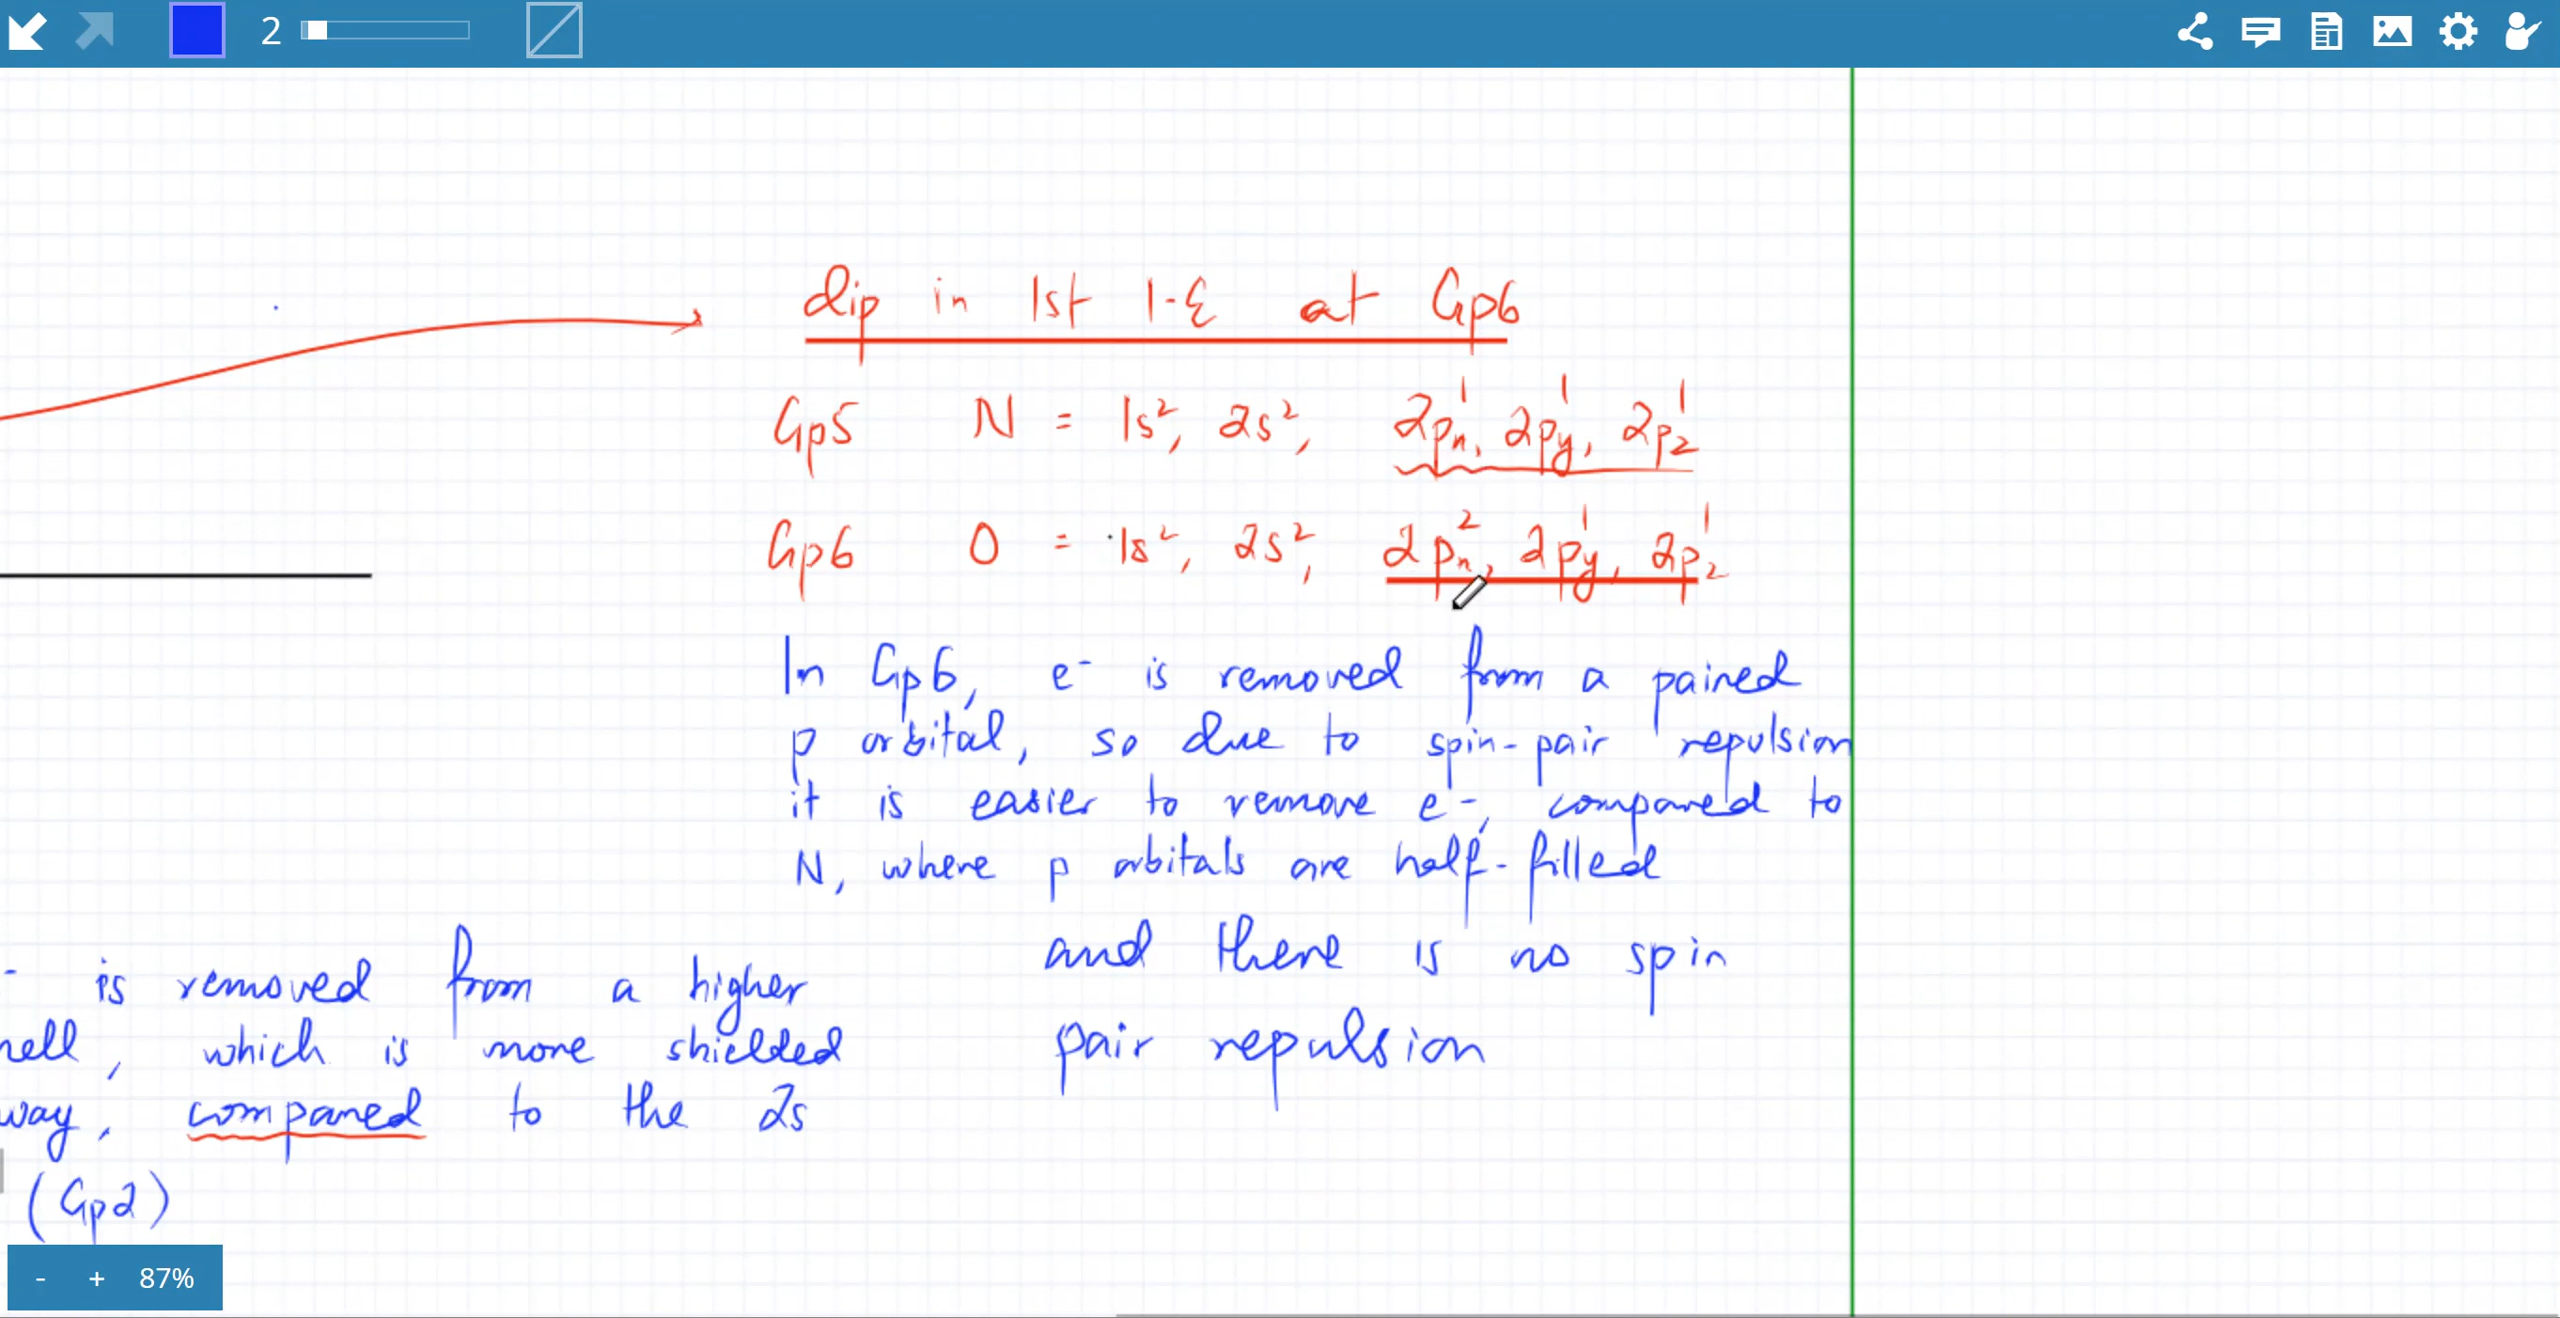 2
dip in 1st I.E at Gp6
Gp5 N = 1s², 2s², 2px¹, 2py¹, 2pz¹
Gp6 O = 1s², 2s², 2px², 2py¹, 2pz¹
In Gp6, e⁻ is removed from a paired
p orbital, so due to spin-pair repulsion
it is easier to remove e⁻, compared to
N, where p orbitals are half-filled
and there is no spin
pair repulsion
is removed from a higher
hell, which is more shielded
way, compared to the 2s
(Gp2)
- + 87%